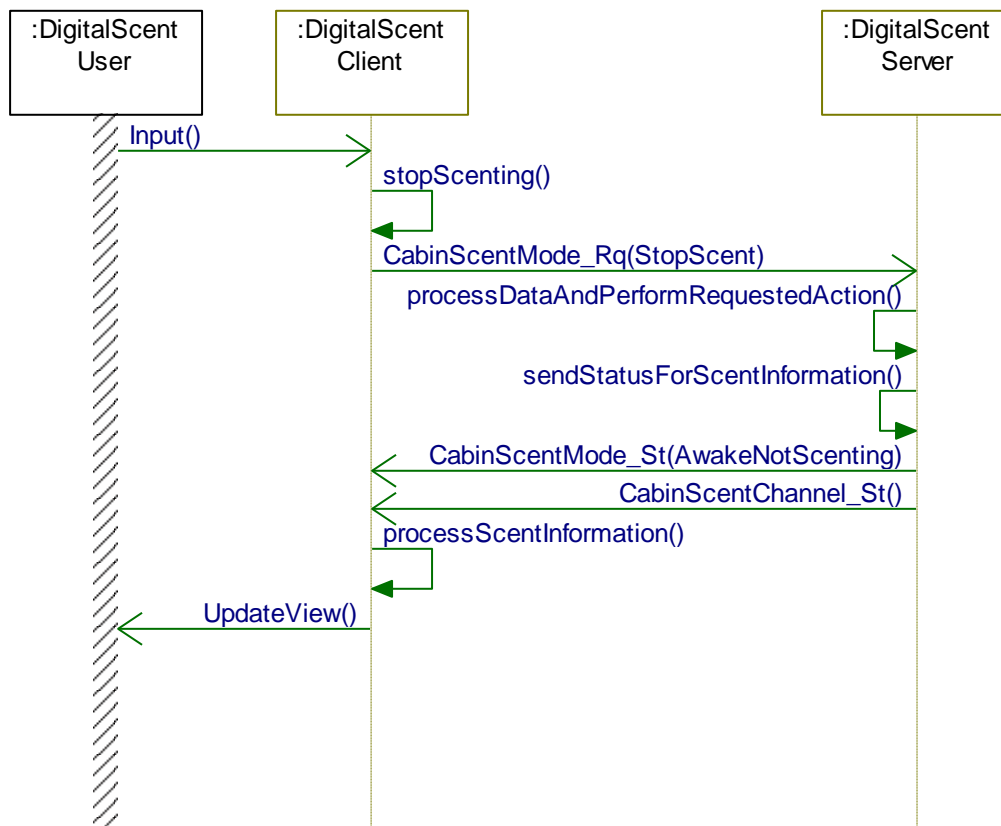 :DigitalScent
User
:DigitalScent
Client
:DigitalScent
Server
Input()
stopScenting()
CabinScentMode_Rq(StopScent)
processDataAndPerformRequestedAction()
sendStatusForScentInformation()
CabinScentMode_St(AwakeNotScenting)
CabinScentChannel_St()
processScentInformation()
UpdateView()